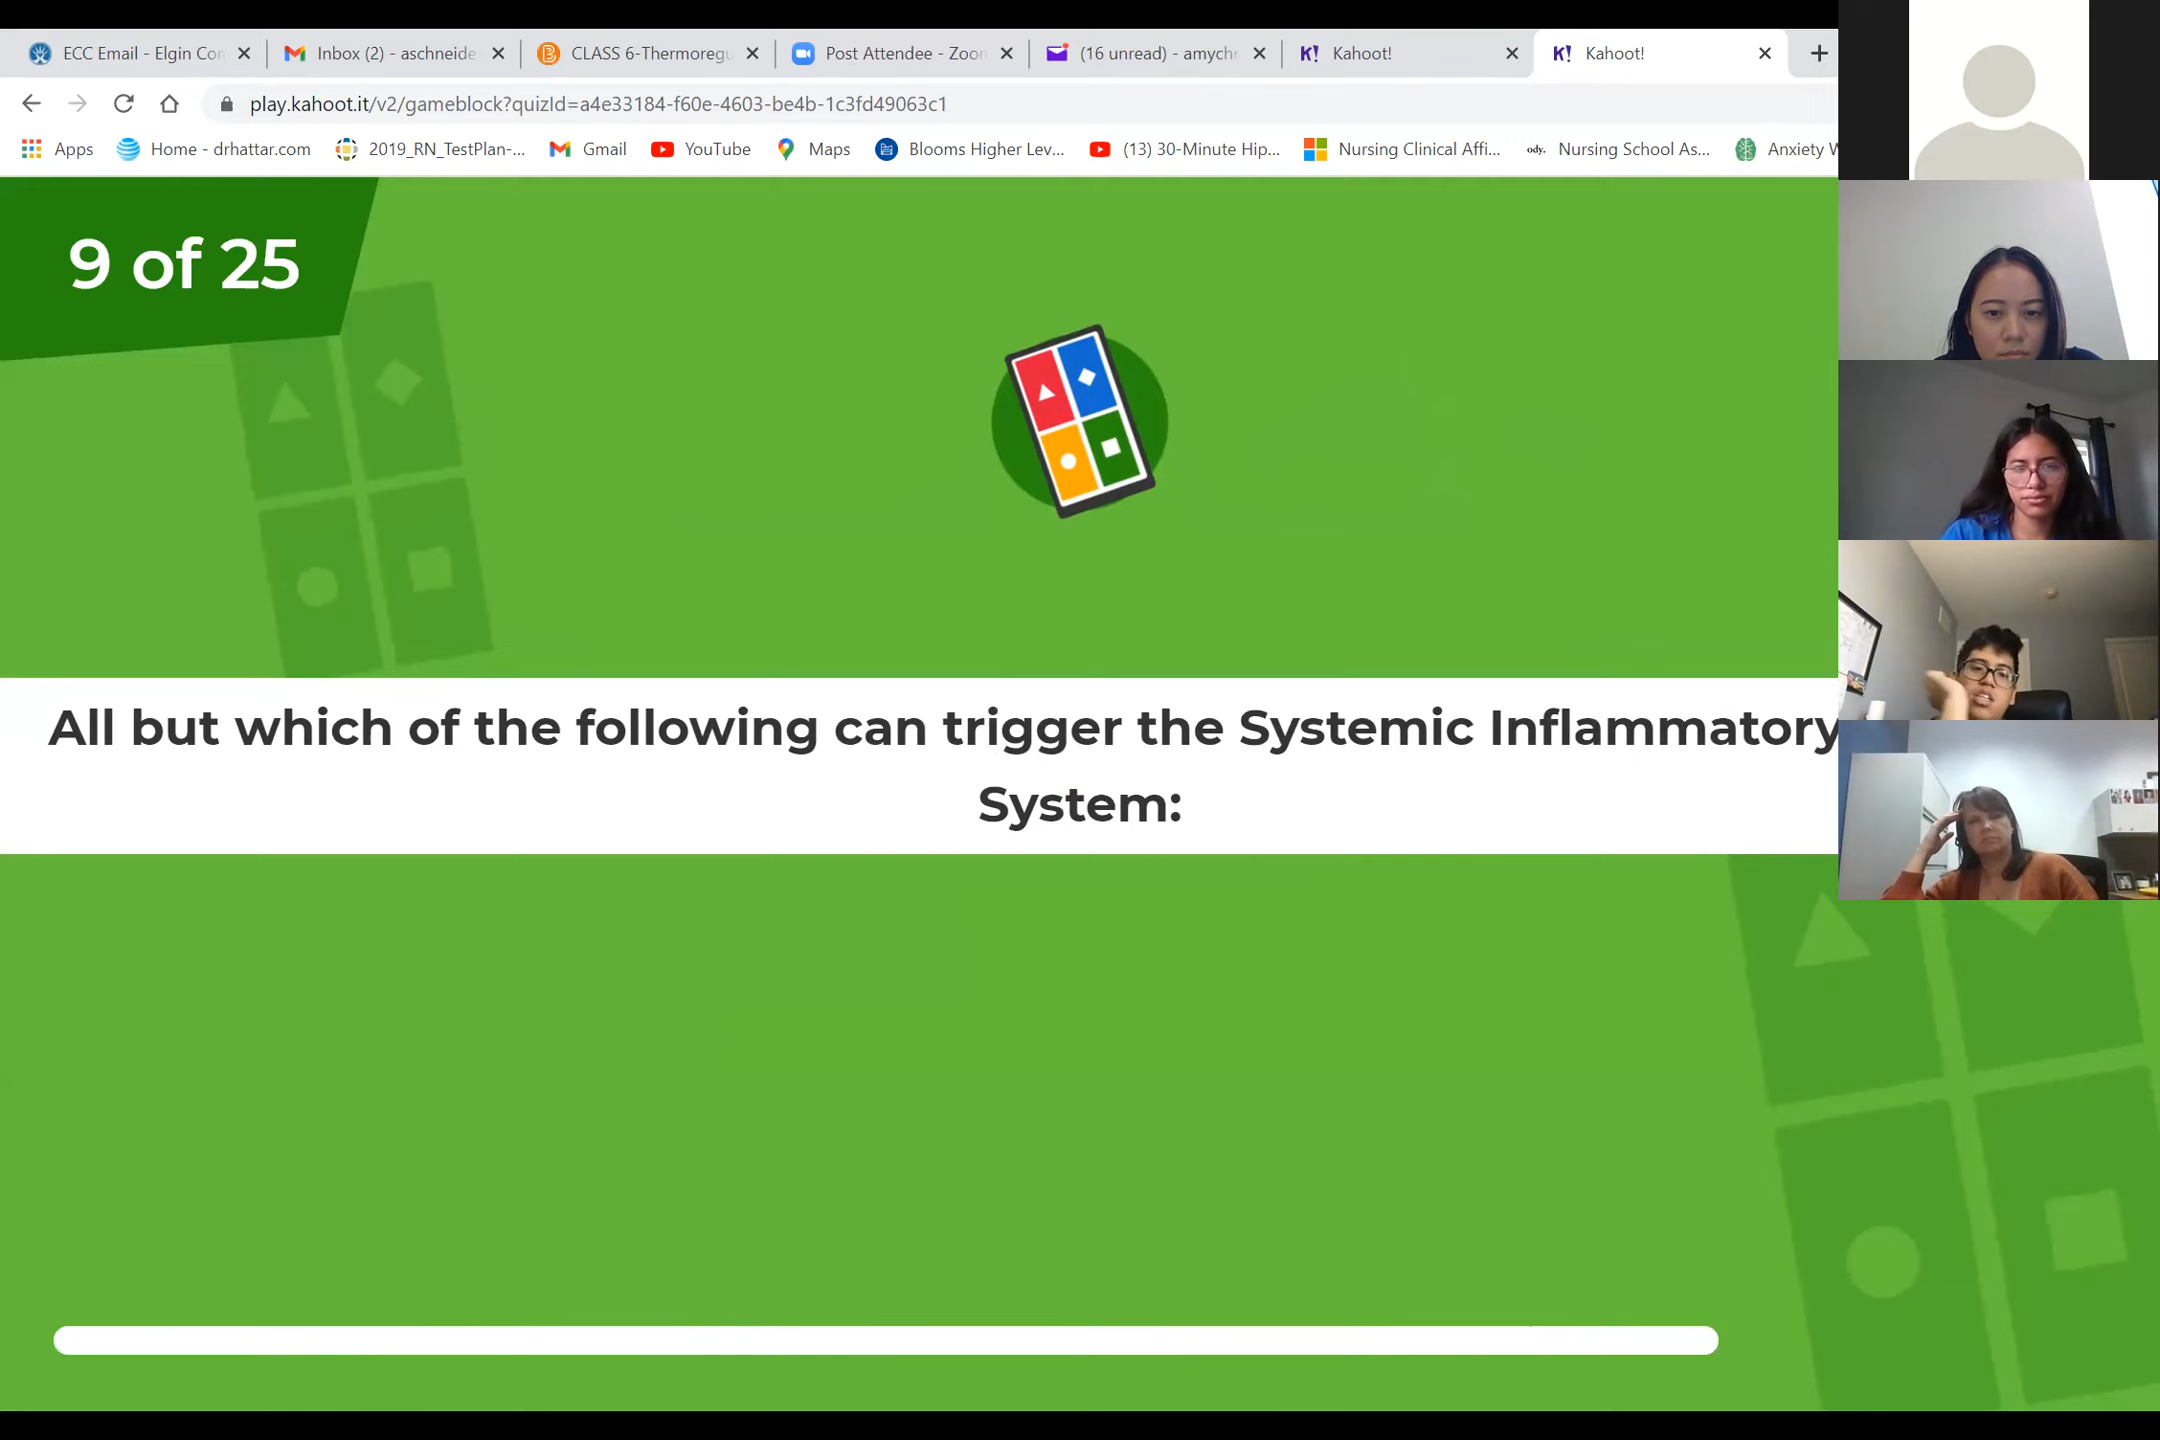 ECC Email - Elgin Con
Inbox (2) - aschneide
CLASS 6-Thermoregu
Post Attendee - Zoom
(16 unread) - amychr
Kahoot!
Kahoot!
play.kahoot.it/v2/gameblock?quizId=a4e33184-f60e-4603-be4b-1c3fd49063c1
Apps
Home - drhattar.com
2019_RN_TestPlan-...
Gmail
YouTube
Maps
Blooms Higher Lev...
(13) 30-Minute Hip...
Nursing Clinical Affi...
ody.
Nursing School As...
Anxiety W
9 of 25
All but which of the following can trigger the Systemic Inflammatory
System: